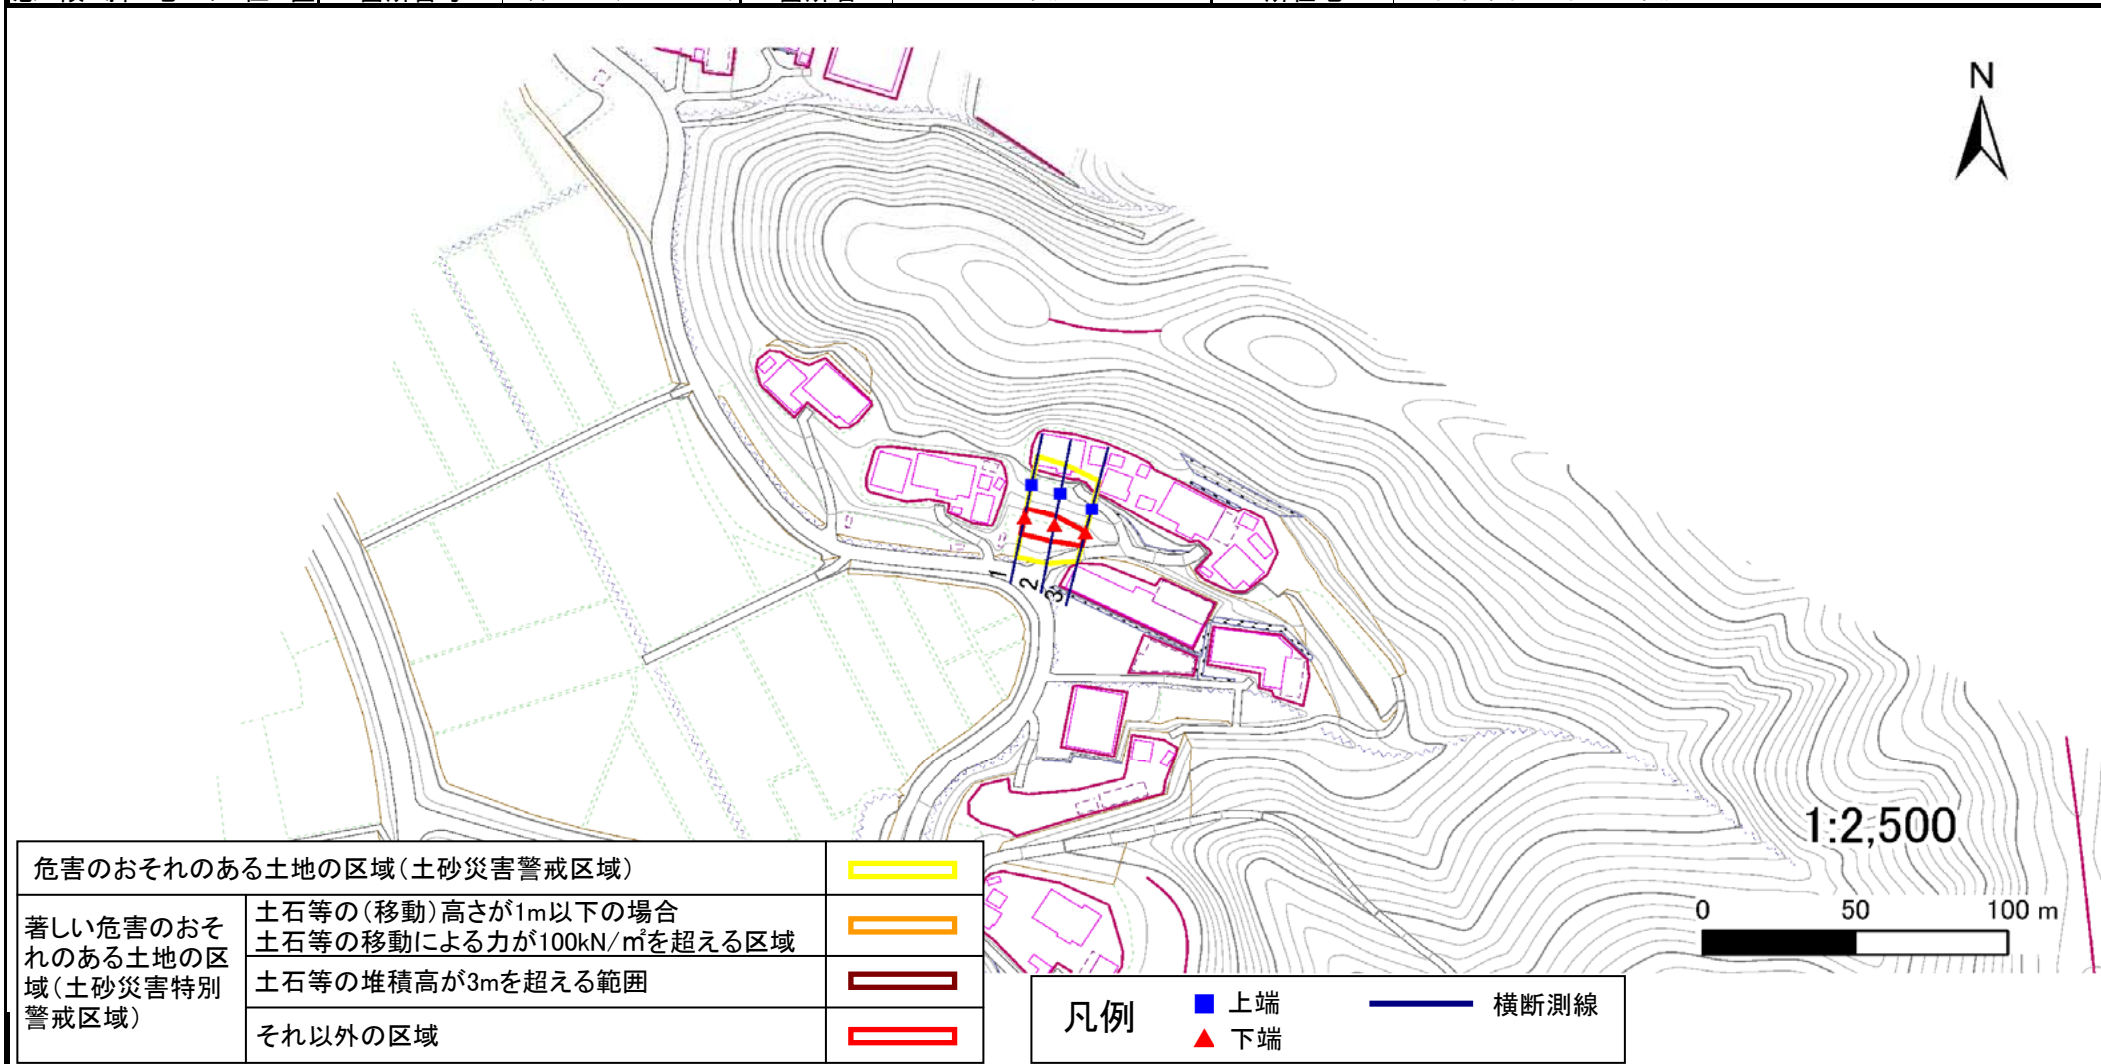 N
1
2
3
1:2,500
0 50 100 m
危害のおそれのある土地の区域(土砂災害警戒区域)
著しい危害のおそ
れのある土地の区
域(土砂災害特別
警戒区域)
土石等の(移動)高さが1m以下の場合
土石等の移動による力が100kN/㎡を超える区域
土石等の堆積高が3mを超える範囲
それ以外の区域
凡例
上端
下端
横断測線